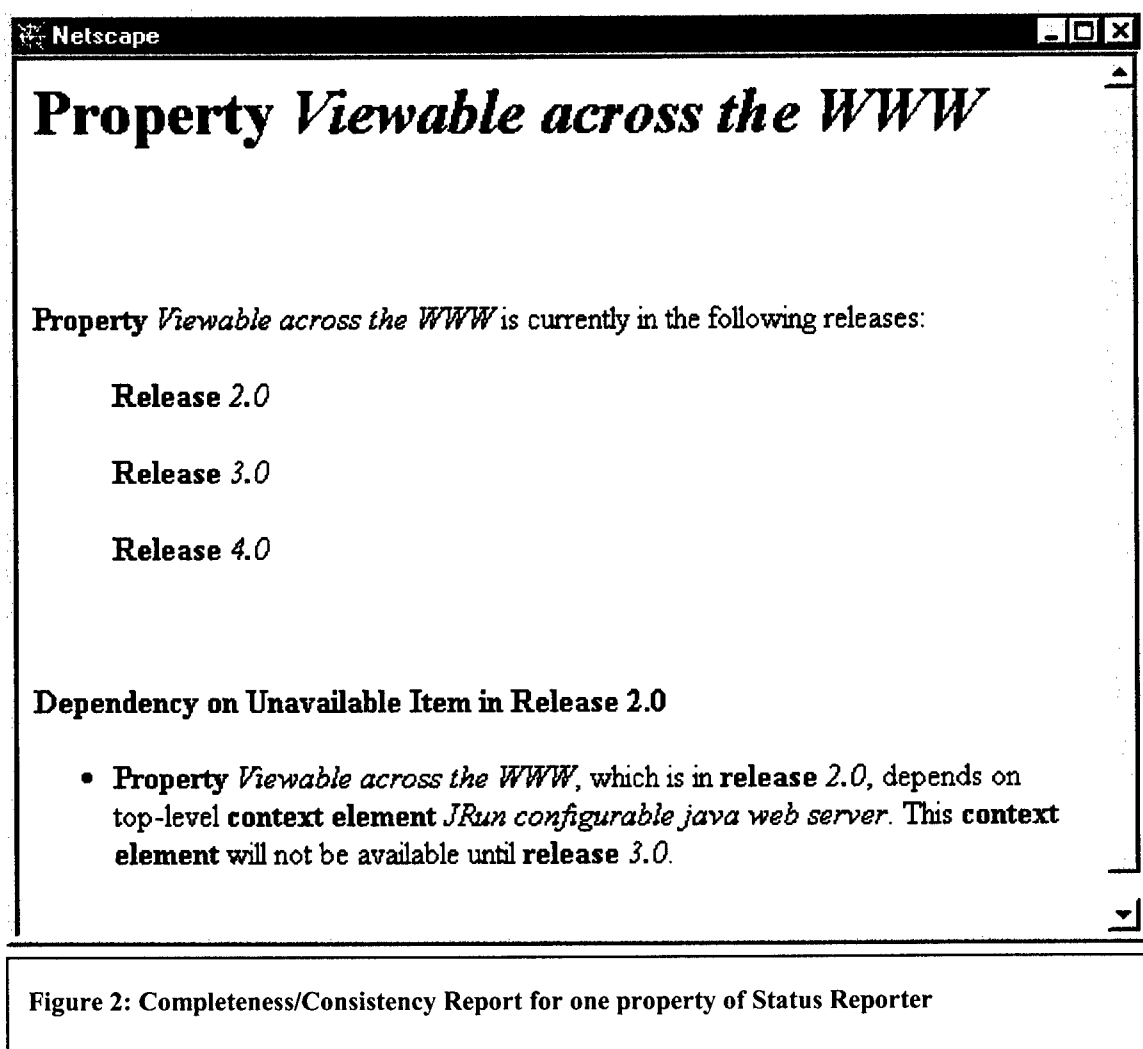 Netscape
Property Viewable across the WWW
Property Viewable across the WWW is currently in the following releases:
Release 2.0
Release 3.0
Release 4.0
Dependency on Unavailable Item in Release 2.0
• Property Viewable across the WWW, which is in release 2.0, depends on
top-level context element JRun configurable java web server. This context
element will not be available until release 3.0.
Figure 2: Completeness/Consistency Report for one property of Status Reporter